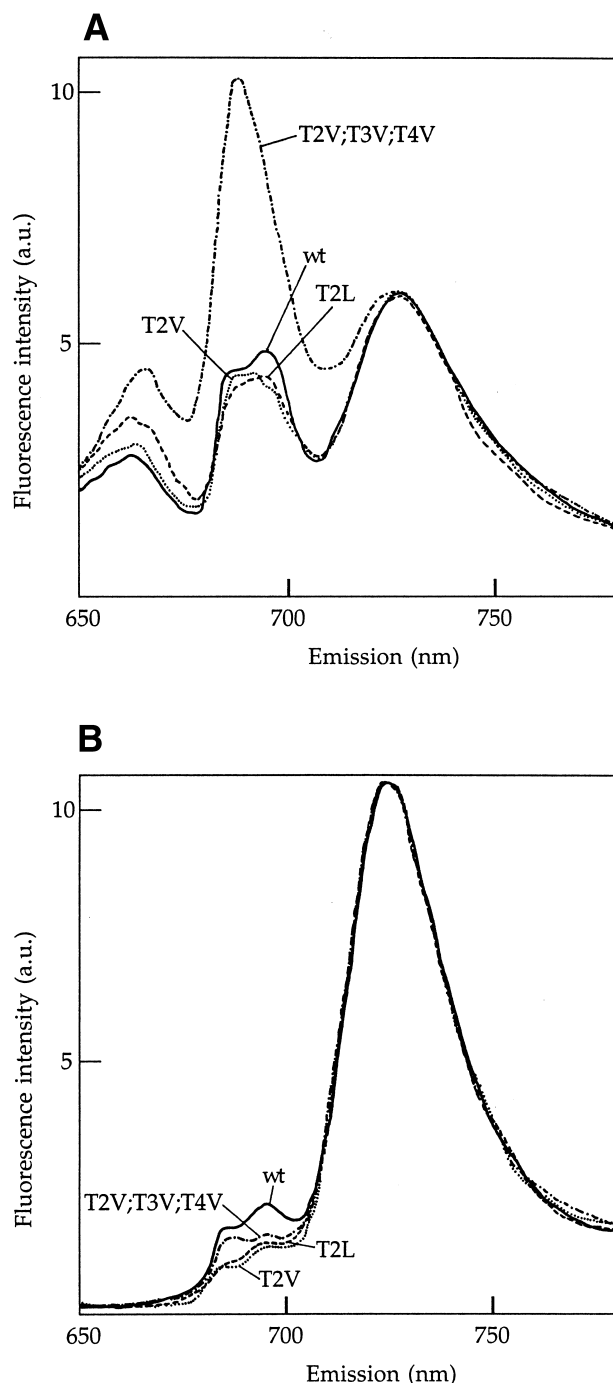 A
10
T2V;T3V;T4V
wt
T2L
T2V
5
Fluorescence intensity (a.u.)
650
700
750
Emission (nm)
B
10
5
Fluorescence intensity (a.u.)
wt
T2V;T3V;T4V
T2L
T2V
650
700
750
Emission (nm)